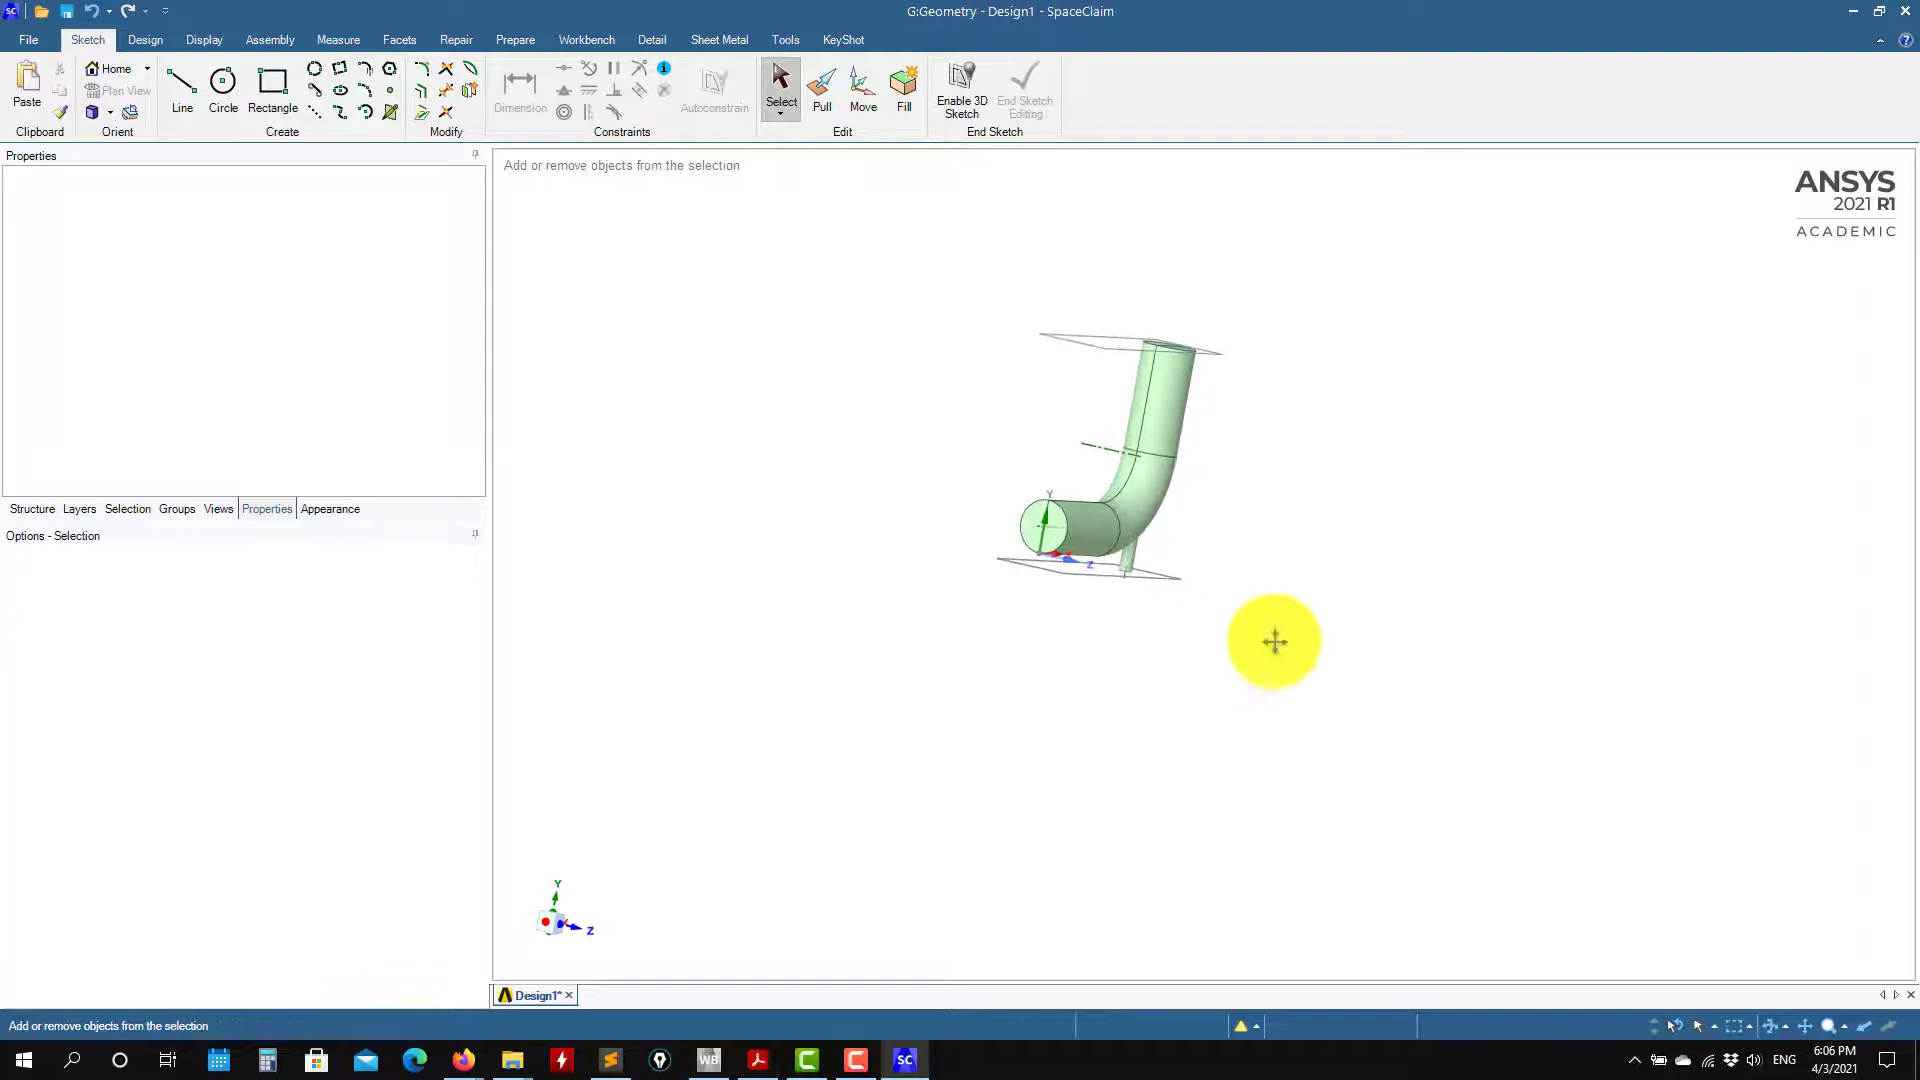 SC
G:Geometry - Design1 - SpaceClaim
File Sketch Design Display Assembly Measure Facets Repair Prepare Workbench Detail Sheet Metal Tools KeyShot
Paste
Home
Plan View
Line Circle Rectangle
Dimension
Autoconstrain
Select Pull Move Fill
Enable 3D Sketch
End Sketch Editing
Clipboard Orient Create Modify Constraints Edit End Sketch
Properties
Add or remove objects from the selection
ANSYS
2021 R1
ACADEMIC
Y
Z
Structure Layers Selection Groups Views Properties Appearance
Options - Selection
Y
Z
Design1*
Add or remove objects from the selection
WB
SC
ENG
6:06 PM
4/3/2021